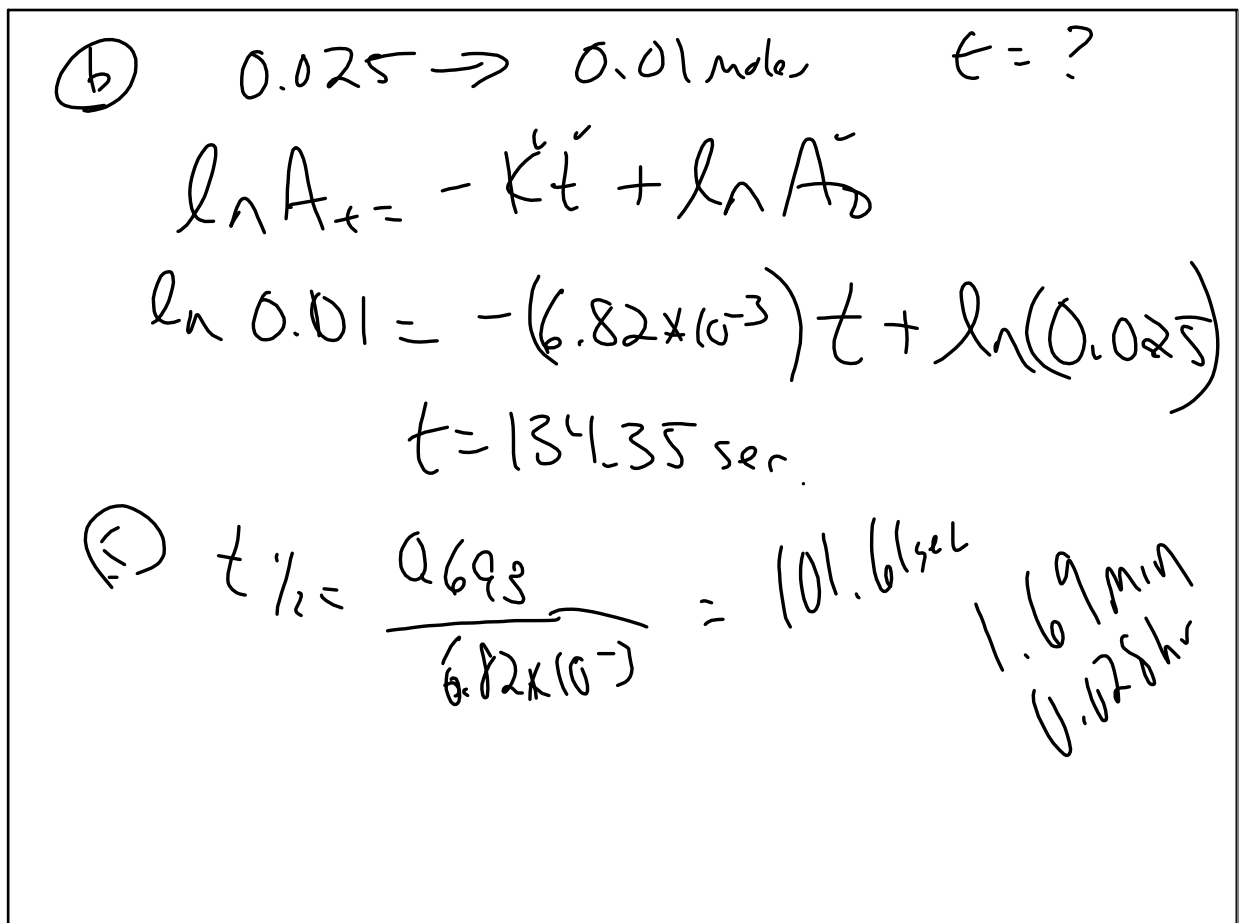 (b) 0.025 → 0.01 moles t = ?
ln A_t = - Kt + ln A_0
ln 0.01 = -(6.82×10^-3) t + ln(0.025)
t = 134.35 sec.
(c) t 1/2 = 0.693 / 6.82×10^-3 = 101.61 sec
1.69 min
0.028 hr